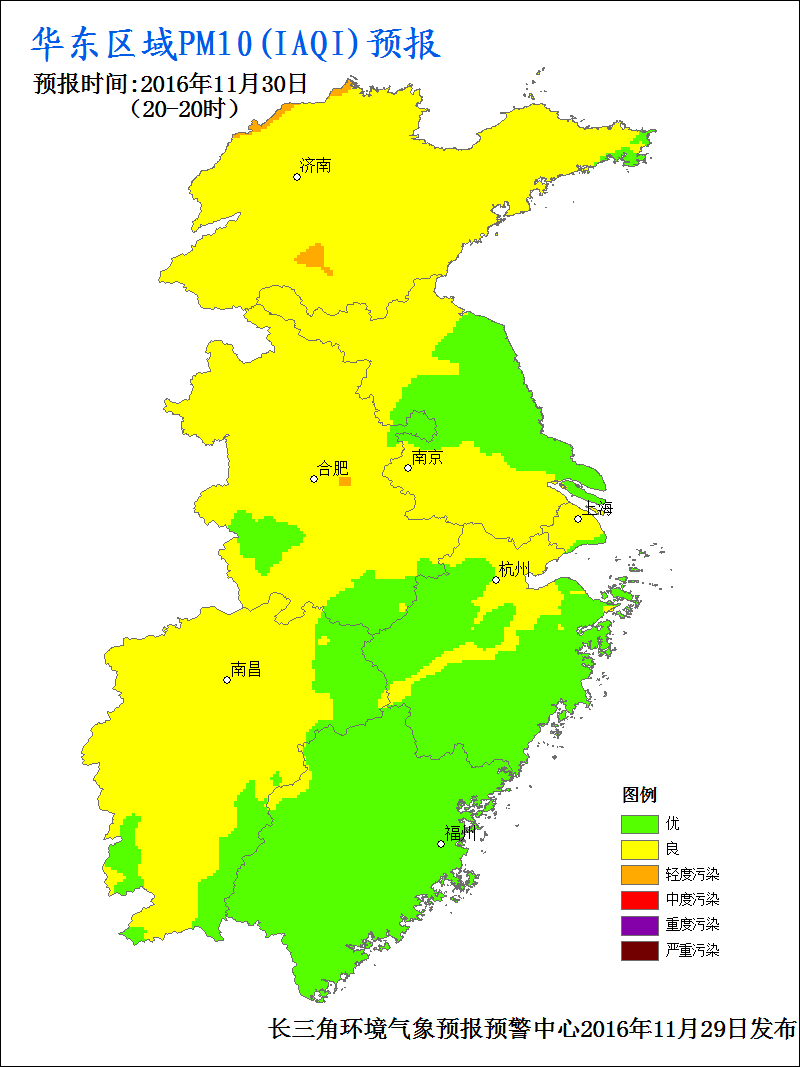 华东区域PM10(IAQI)预报
预报时间:2016年11月30日
(20-20时)
济南
南京
合肥
上海
杭州
南昌
福州
图例
优
良
轻度污染
中度污染
重度污染
严重污染
长三角环境气象预报预警中心2016年11月29日发布